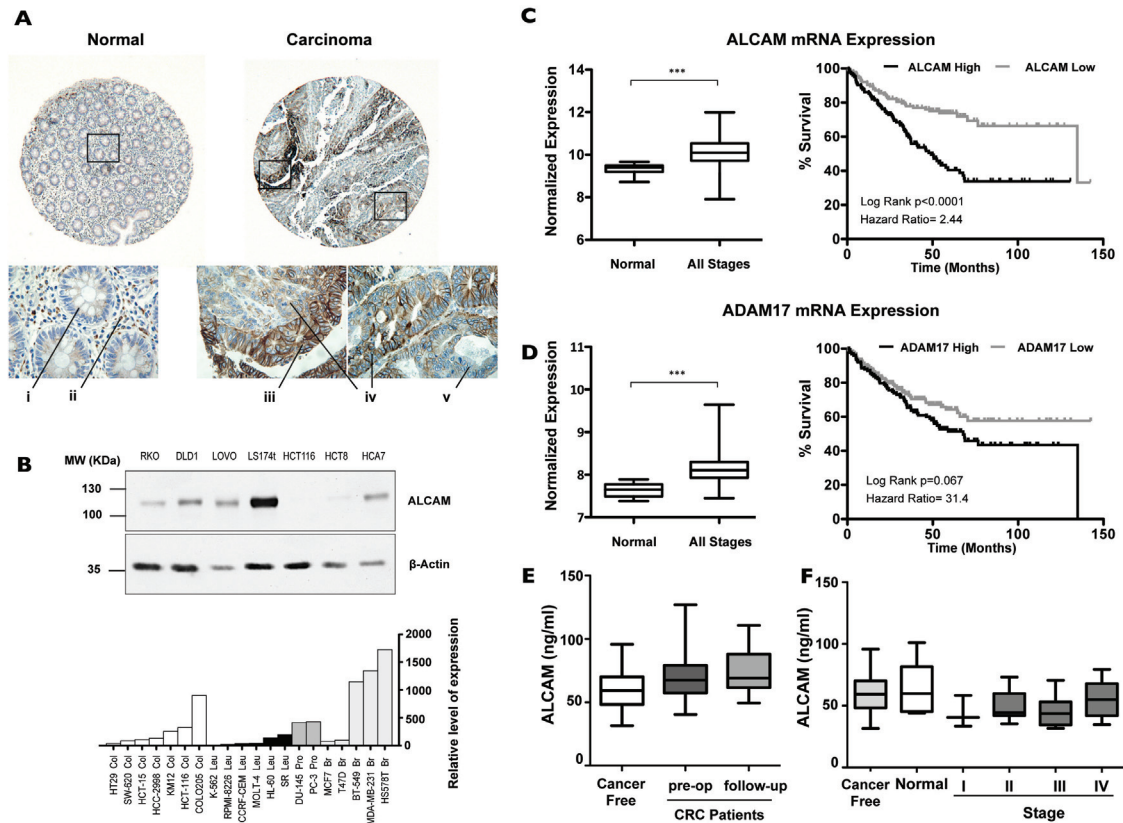 A
Normal
Carcinoma
i
ii
iii
iv
v
B
MW (KDa)
RKO
DLD1
LOVO
LS174t
HCT116
HCT8
HCA7
130
100
ALCAM
35
β-Actin
2000
1500
1000
500
0
Relative level of expression
HT29 Col
SW-620 Col
HCT-15 Col
HCC-2998 Col
KM12 Col
HCT-116 Col
COLO205 Col
K-562 Leu
RPMI-8226 Leu
CCRF-CEM Leu
MOLT-4 Leu
HL-60 Leu
SR Leu
DU-145 Pro
PC-3 Pro
MCF7 Br
T47D Br
BT-549 Br
MDA-MB-231 Br
HS578T Br
C
ALCAM mRNA Expression
Normalized Expression
14
12
10
8
6
***
Normal
All Stages
% Survival
100
80
60
40
20
0
ALCAM High
ALCAM Low
Log Rank p<0.0001
Hazard Ratio= 2.44
0
50
100
150
Time (Months)
ADAM17 mRNA Expression
D
Normalized Expression
11
10
9
8
7
***
Normal
All Stages
% Survival
100
80
60
40
20
0
ADAM17 High
ADAM17 Low
Log Rank p=0.067
Hazard Ratio= 31.4
0
50
100
150
Time (Months)
E
ALCAM (ng/ml)
150
100
50
0
Cancer
Free
pre-op
follow-up
CRC Patients
F
ALCAM (ng/ml)
150
100
50
0
Cancer
Free
Normal
I
II
III
IV
Stage